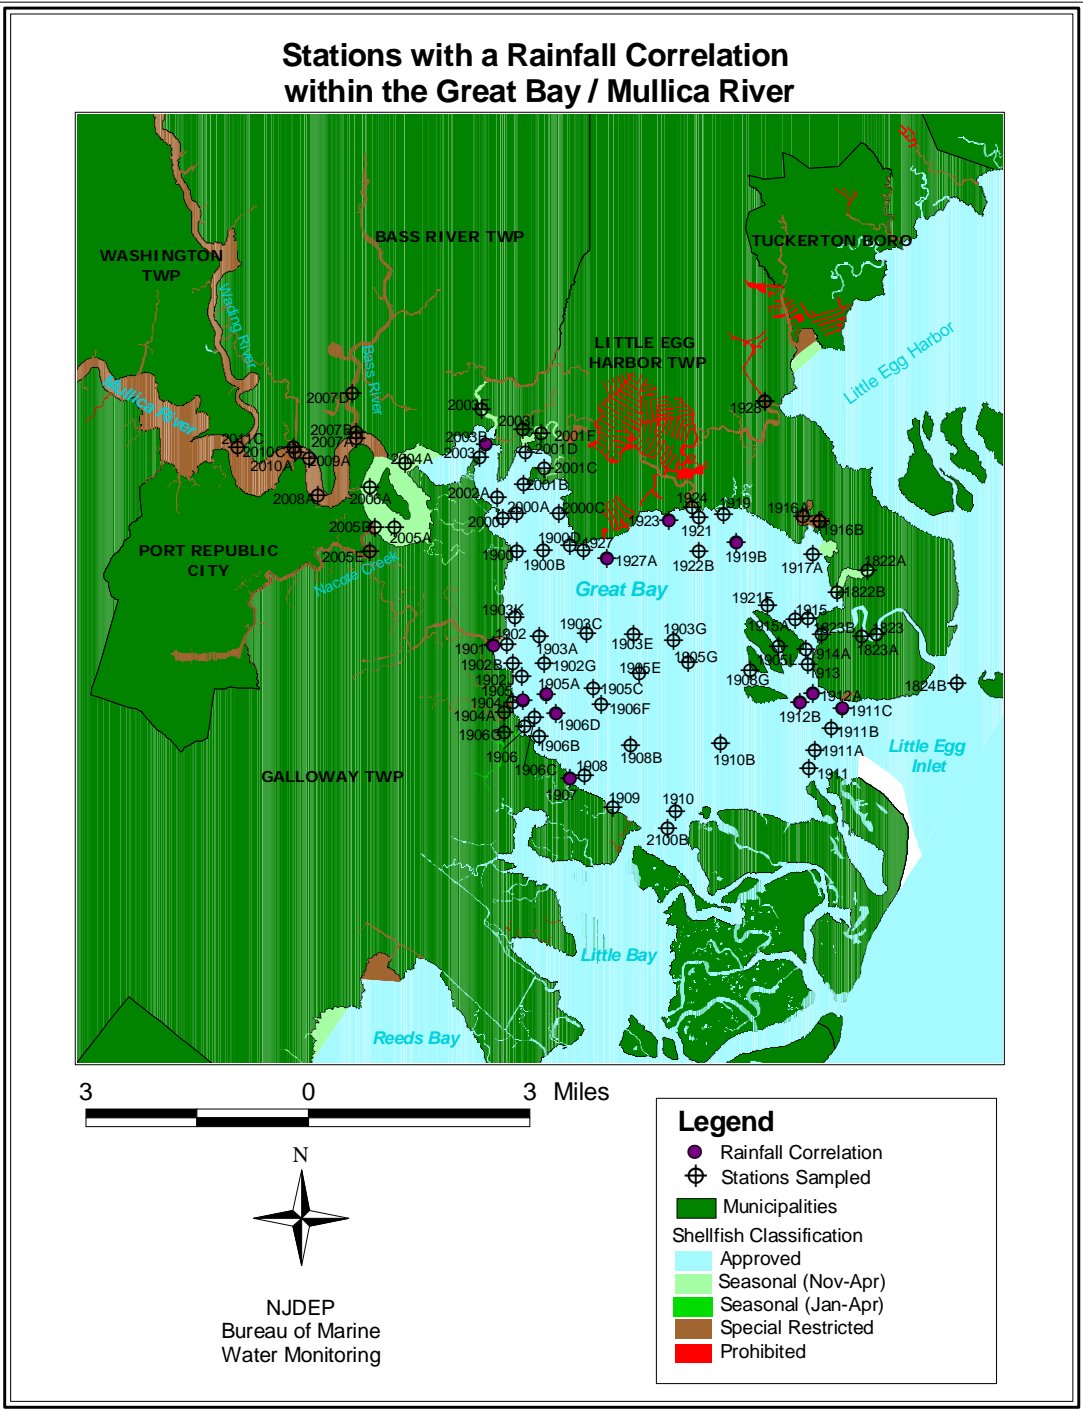 Stations with a Rainfall Correlation
within the Great Bay / Mullica River
BASS RIVER TWP
TUCKERTON BORO
WASHINGTON
TWP
Wading River
Little Egg Harbor
LITTLE EGG
HARBOR TWP
Bass River
Mullica River
2007D
2003E
1928
2003I
2007B
2001F
2011C
2007A
2003B
2010C
2001D
2003
2010A
2009A
2004A
2001C
2006A
2001B
2008A
2002A
1924
2000A
2000C
1919
1916A
2000
1923
2005B
1921
1916B
2005A
1900D
PORT REPUBLIC
CITY
2005E
1900
1927
1900B
1927A
1922B
1919B
1917A
1822A
Nacote Creek
Great Bay
1822B
1921E
1903K
1915
1903C
1915A
1902
1903G
1823B
1823
1901
1903A
1903E
1823A
1914A
1902B
1902G
1905G
1905L
1913
1902J
1905E
1908G
1905A
1824B
1905
1905C
1912A
1904
1906F
1911C
1904A
1912B
1906D
1906G
1911B
1906B
1908B
1910B
1911A
Little Egg
Inlet
1906
1906C
1908
1911
GALLOWAY TWP
1907
1909
1910
2100B
Little Bay
Reeds Bay
3 0 3 Miles
N
NJDEP
Bureau of Marine
Water Monitoring
Legend
Rainfall Correlation
Stations Sampled
Municipalities
Shellfish Classification
Approved
Seasonal (Nov-Apr)
Seasonal (Jan-Apr)
Special Restricted
Prohibited